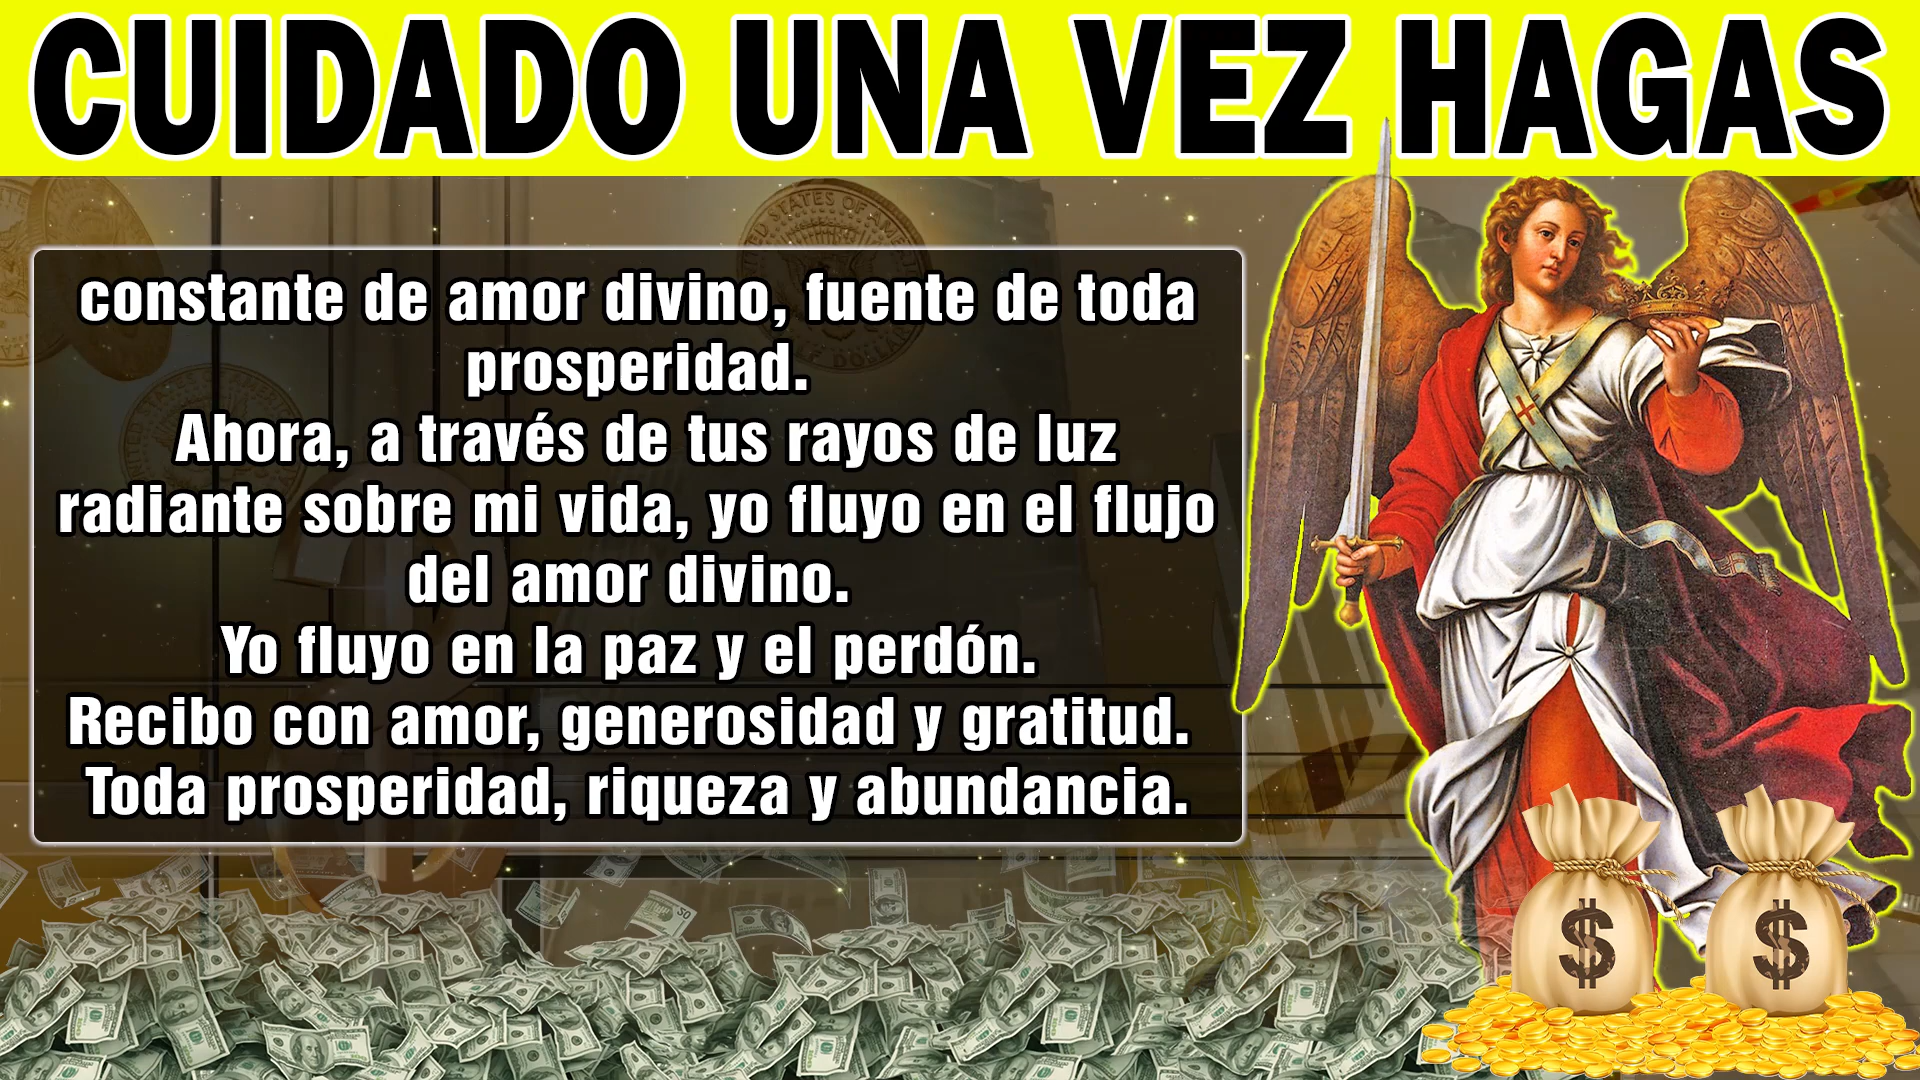 CUIDADO UNA VEZ HAGAS
constante de amor divino, fuente de toda
prosperidad.
Ahora, a través de tus rayos de luz
radiante sobre mi vida, yo fluyo en el flujo
del amor divino.
Yo fluyo en la paz y el perdón.
Recibo con amor, generosidad y gratitud.
Toda prosperidad, riqueza y abundancia.
$
$